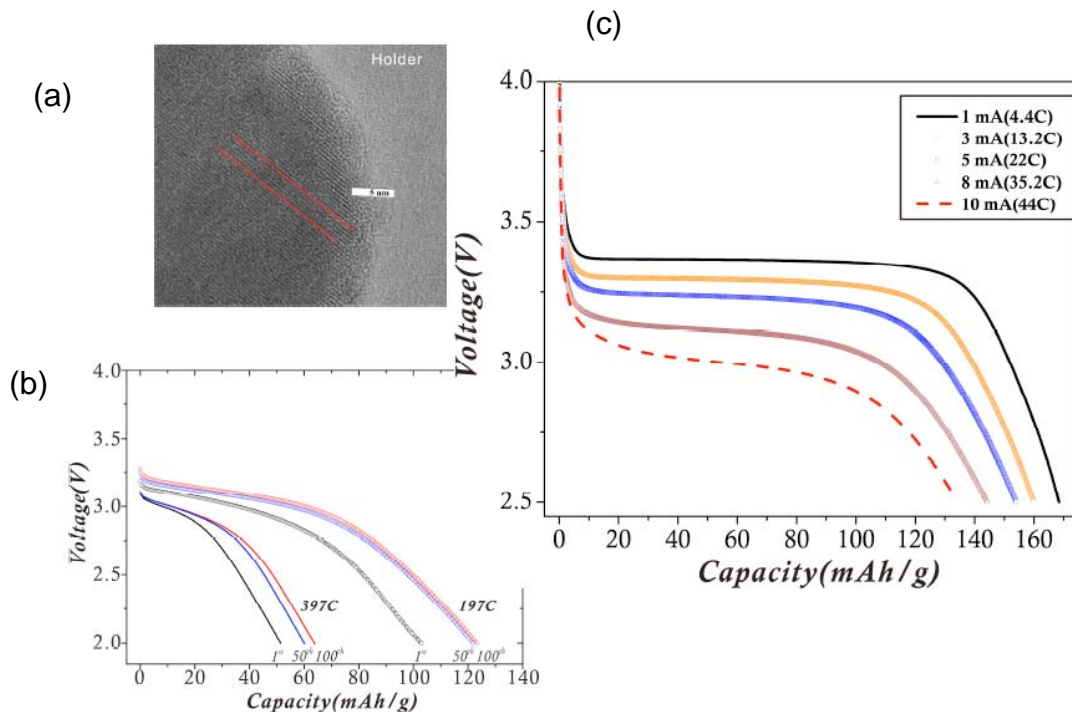 (a)
Holder
5 nm
(b)
Voltage(V)
4.0
3.5
3.0
2.5
2.0
397C
197C
1st 50th 100th
1st 50th 100th
0 20 40 60 80 100 120 140
Capacity(mAh/g)
(c)
Voltage(V)
4.0
3.5
3.0
2.5
1 mA(4.4C)
3 mA(13.2C)
5 mA(22C)
8 mA(35.2C)
10 mA(44C)
0 20 40 60 80 100 120 140 160
Capacity(mAh/g)